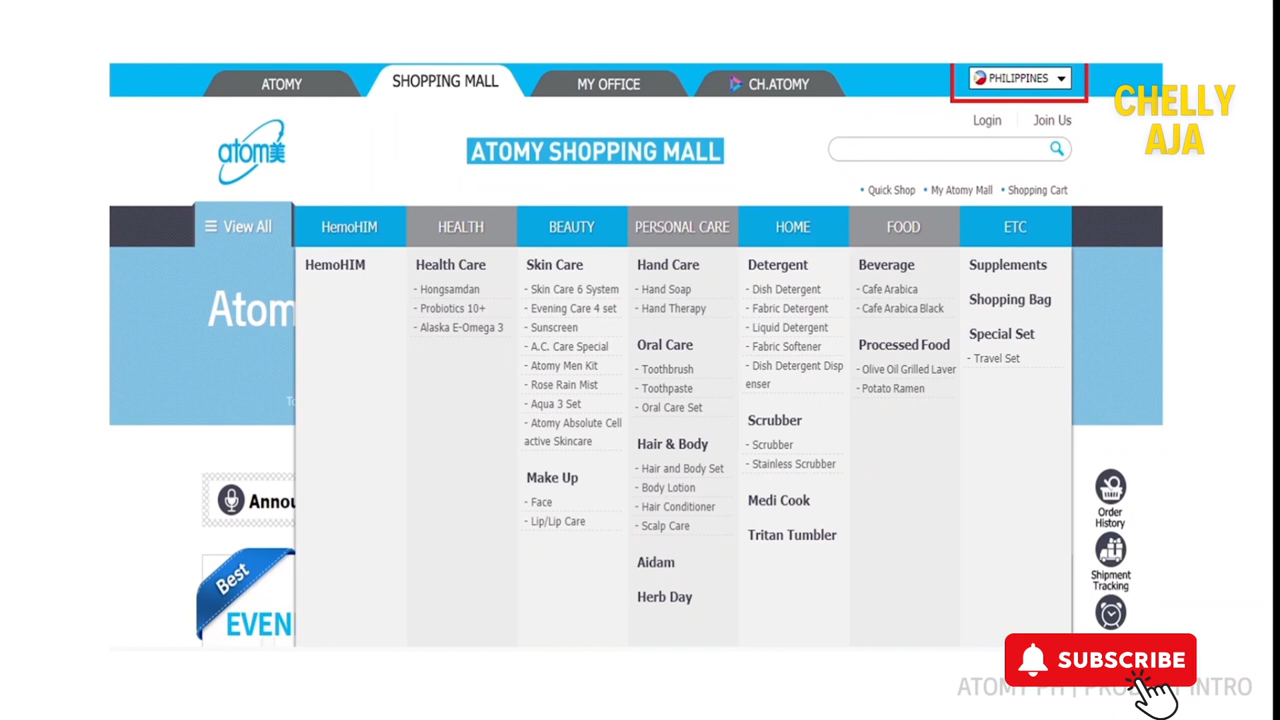 ATOMY
SHOPPING MALL
MY OFFICE
CH.ATOMY
PHILIPPINES
CHELLY
AJA
Login
Join Us
atom美
ATOMY SHOPPING MALL
• Quick Shop • My Atomy Mall • Shopping Cart
View All
HemoHIM
HEALTH
BEAUTY
PERSONAL CARE
HOME
FOOD
ETC
HemoHIM
Health Care
- Hongsamdan
- Probiotics 10+
- Alaska E-Omega 3
Skin Care
- Skin Care 6 System
- Evening Care 4 set
- Sunscreen
- A.C. Care Special
- Atomy Men Kit
- Rose Rain Mist
- Aqua 3 Set
- Atomy Absolute Cell
active Skincare
Make Up
- Face
- Lip/Lip Care
Hand Care
- Hand Soap
- Hand Therapy
Oral Care
- Toothbrush
- Toothpaste
- Oral Care Set
Hair & Body
- Hair and Body Set
- Body Lotion
- Hair Conditioner
- Scalp Care
Aidam
Herb Day
Detergent
- Dish Detergent
- Fabric Detergent
- Liquid Detergent
- Fabric Softener
- Dish Detergent Disp
enser
Scrubber
- Scrubber
- Stainless Scrubber
Medi Cook
Tritan Tumbler
Beverage
- Cafe Arabica
- Cafe Arabica Black
Processed Food
- Olive Oil Grilled Laver
- Potato Ramen
Supplements
Shopping Bag
Special Set
- Travel Set
Atom
To
Annou
Best
EVEN
Order
History
Shipment
Tracking
SUBSCRIBE
ATOMY PH | PRODUCT INTRO